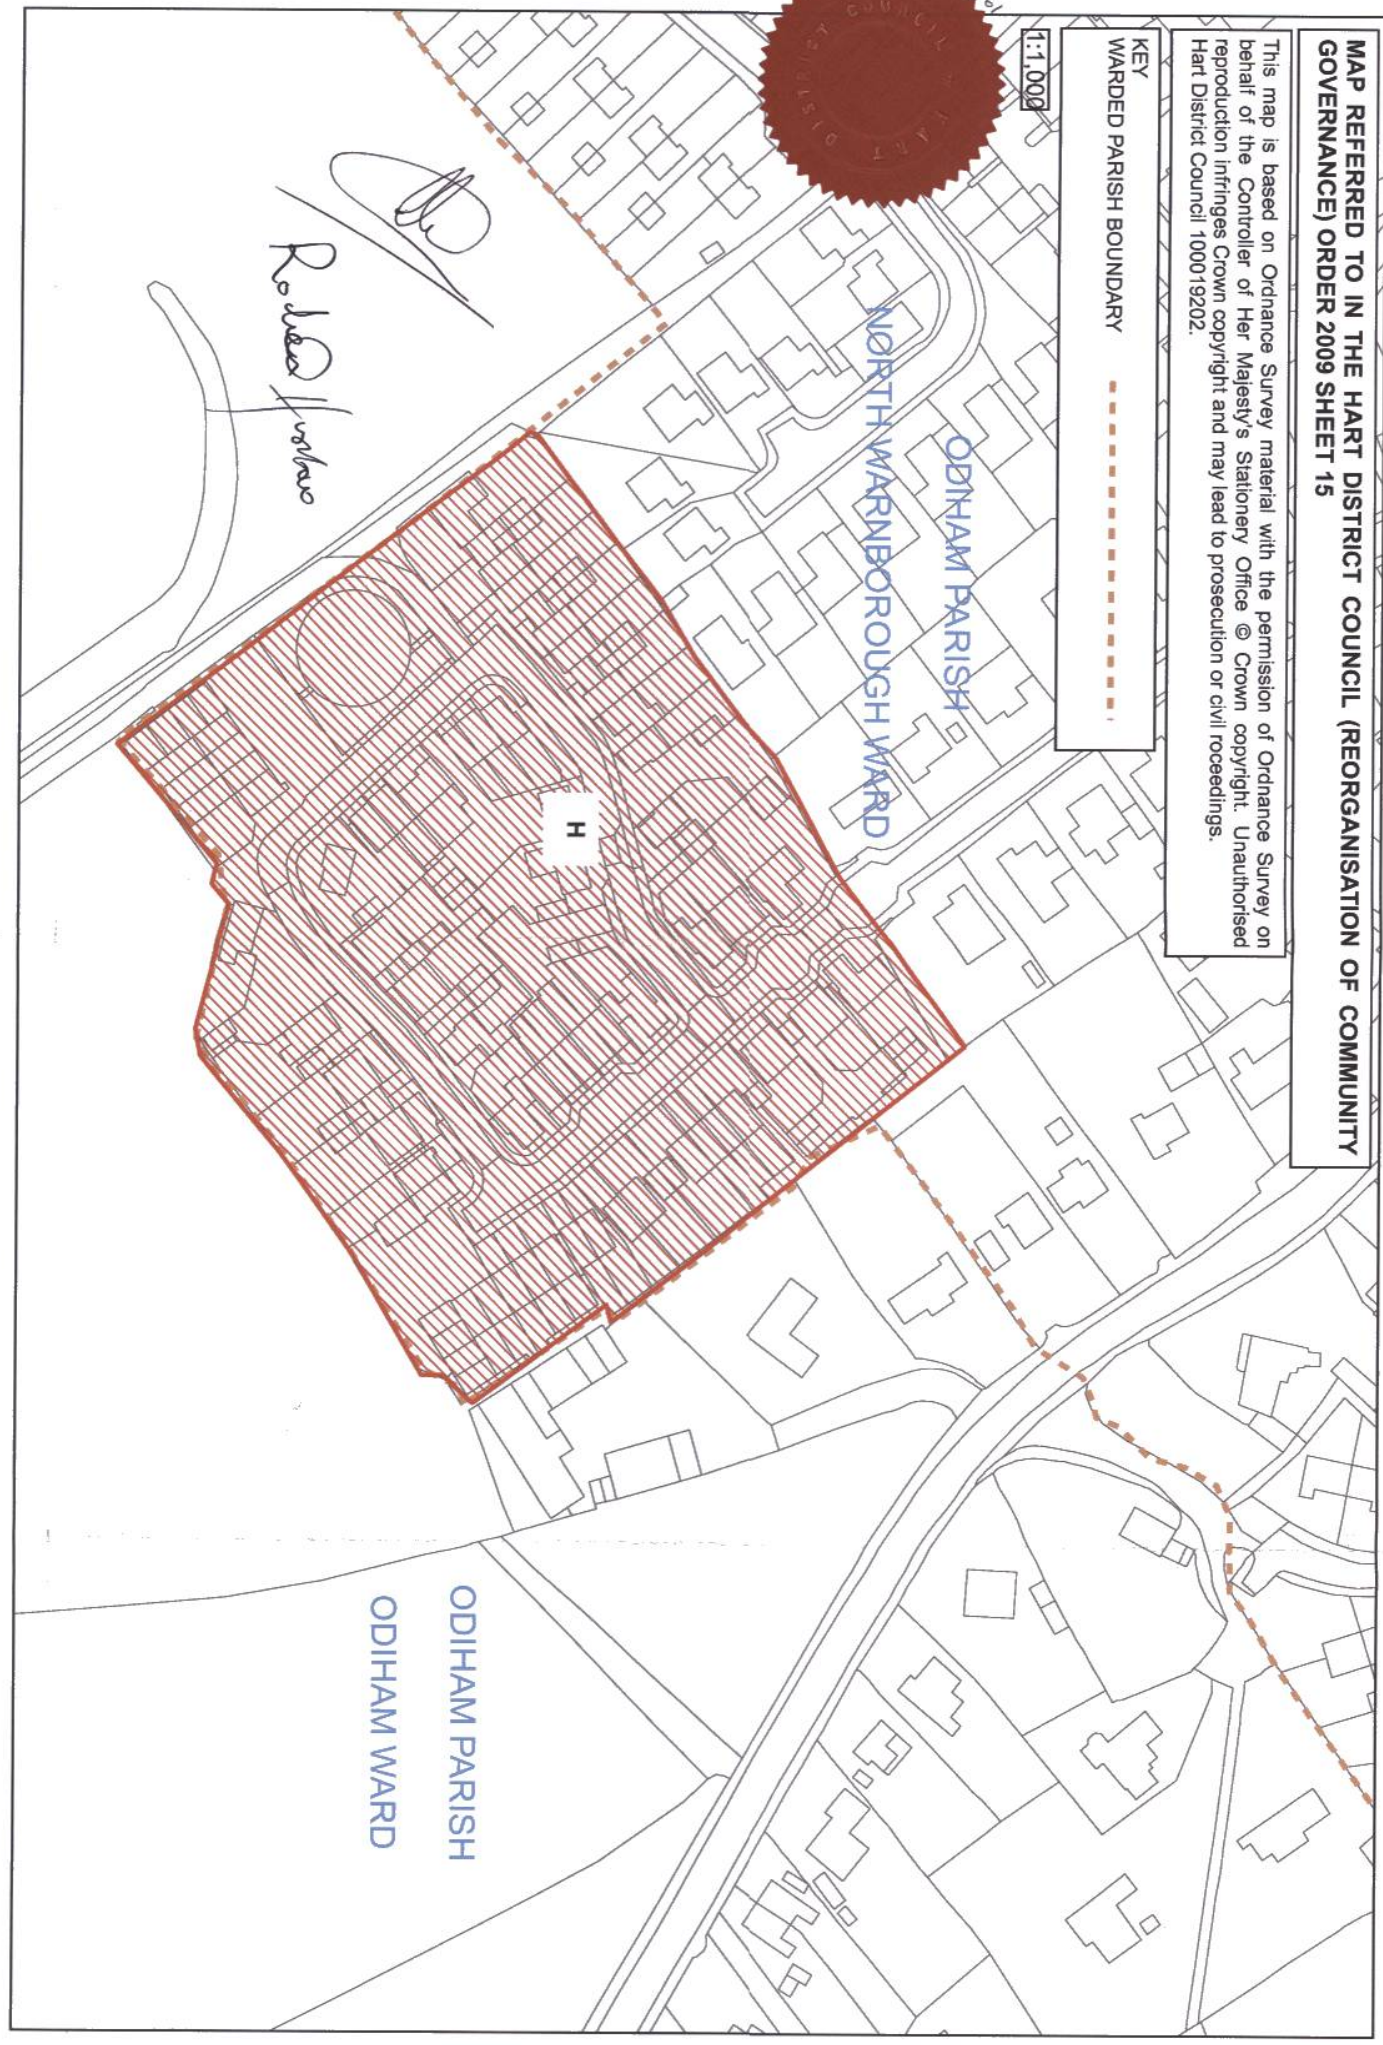 MAP REFERRED TO IN THE HART DISTRICT COUNCIL (REORGANISATION OF COMMUNITY
GOVERNANCE) ORDER 2009 SHEET 15
This map is based on Ordnance Survey material with the permission of Ordnance Survey on
behalf of the Controller of Her Majesty's Stationery Office © Crown copyright. Unauthorised
reproduction infringes Crown copyright and may lead to prosecution or civil roceedings.
Hart District Council 100019202.
KEY
WARDED PARISH BOUNDARY
1:1,000
DISTRICT COUNCIL
HART
ODIHAM PARISH
NORTH WARNBOROUGH WARD
H
ODIHAM PARISH
ODIHAM WARD